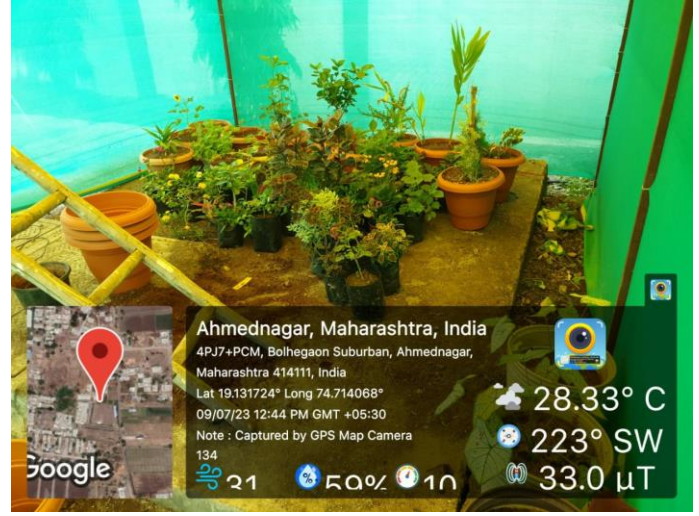 Ahmednagar, Maharashtra, India
4PJ7+PCM, Bolhegaon Suburban, Ahmednagar,
Maharashtra 414111, India
Lat 19.131724° Long 74.714068°
09/07/23 12:44 PM GMT +05:30
Note : Captured by GPS Map Camera
134
28.33° C
223° SW
33.0 µT
31
59%
Google